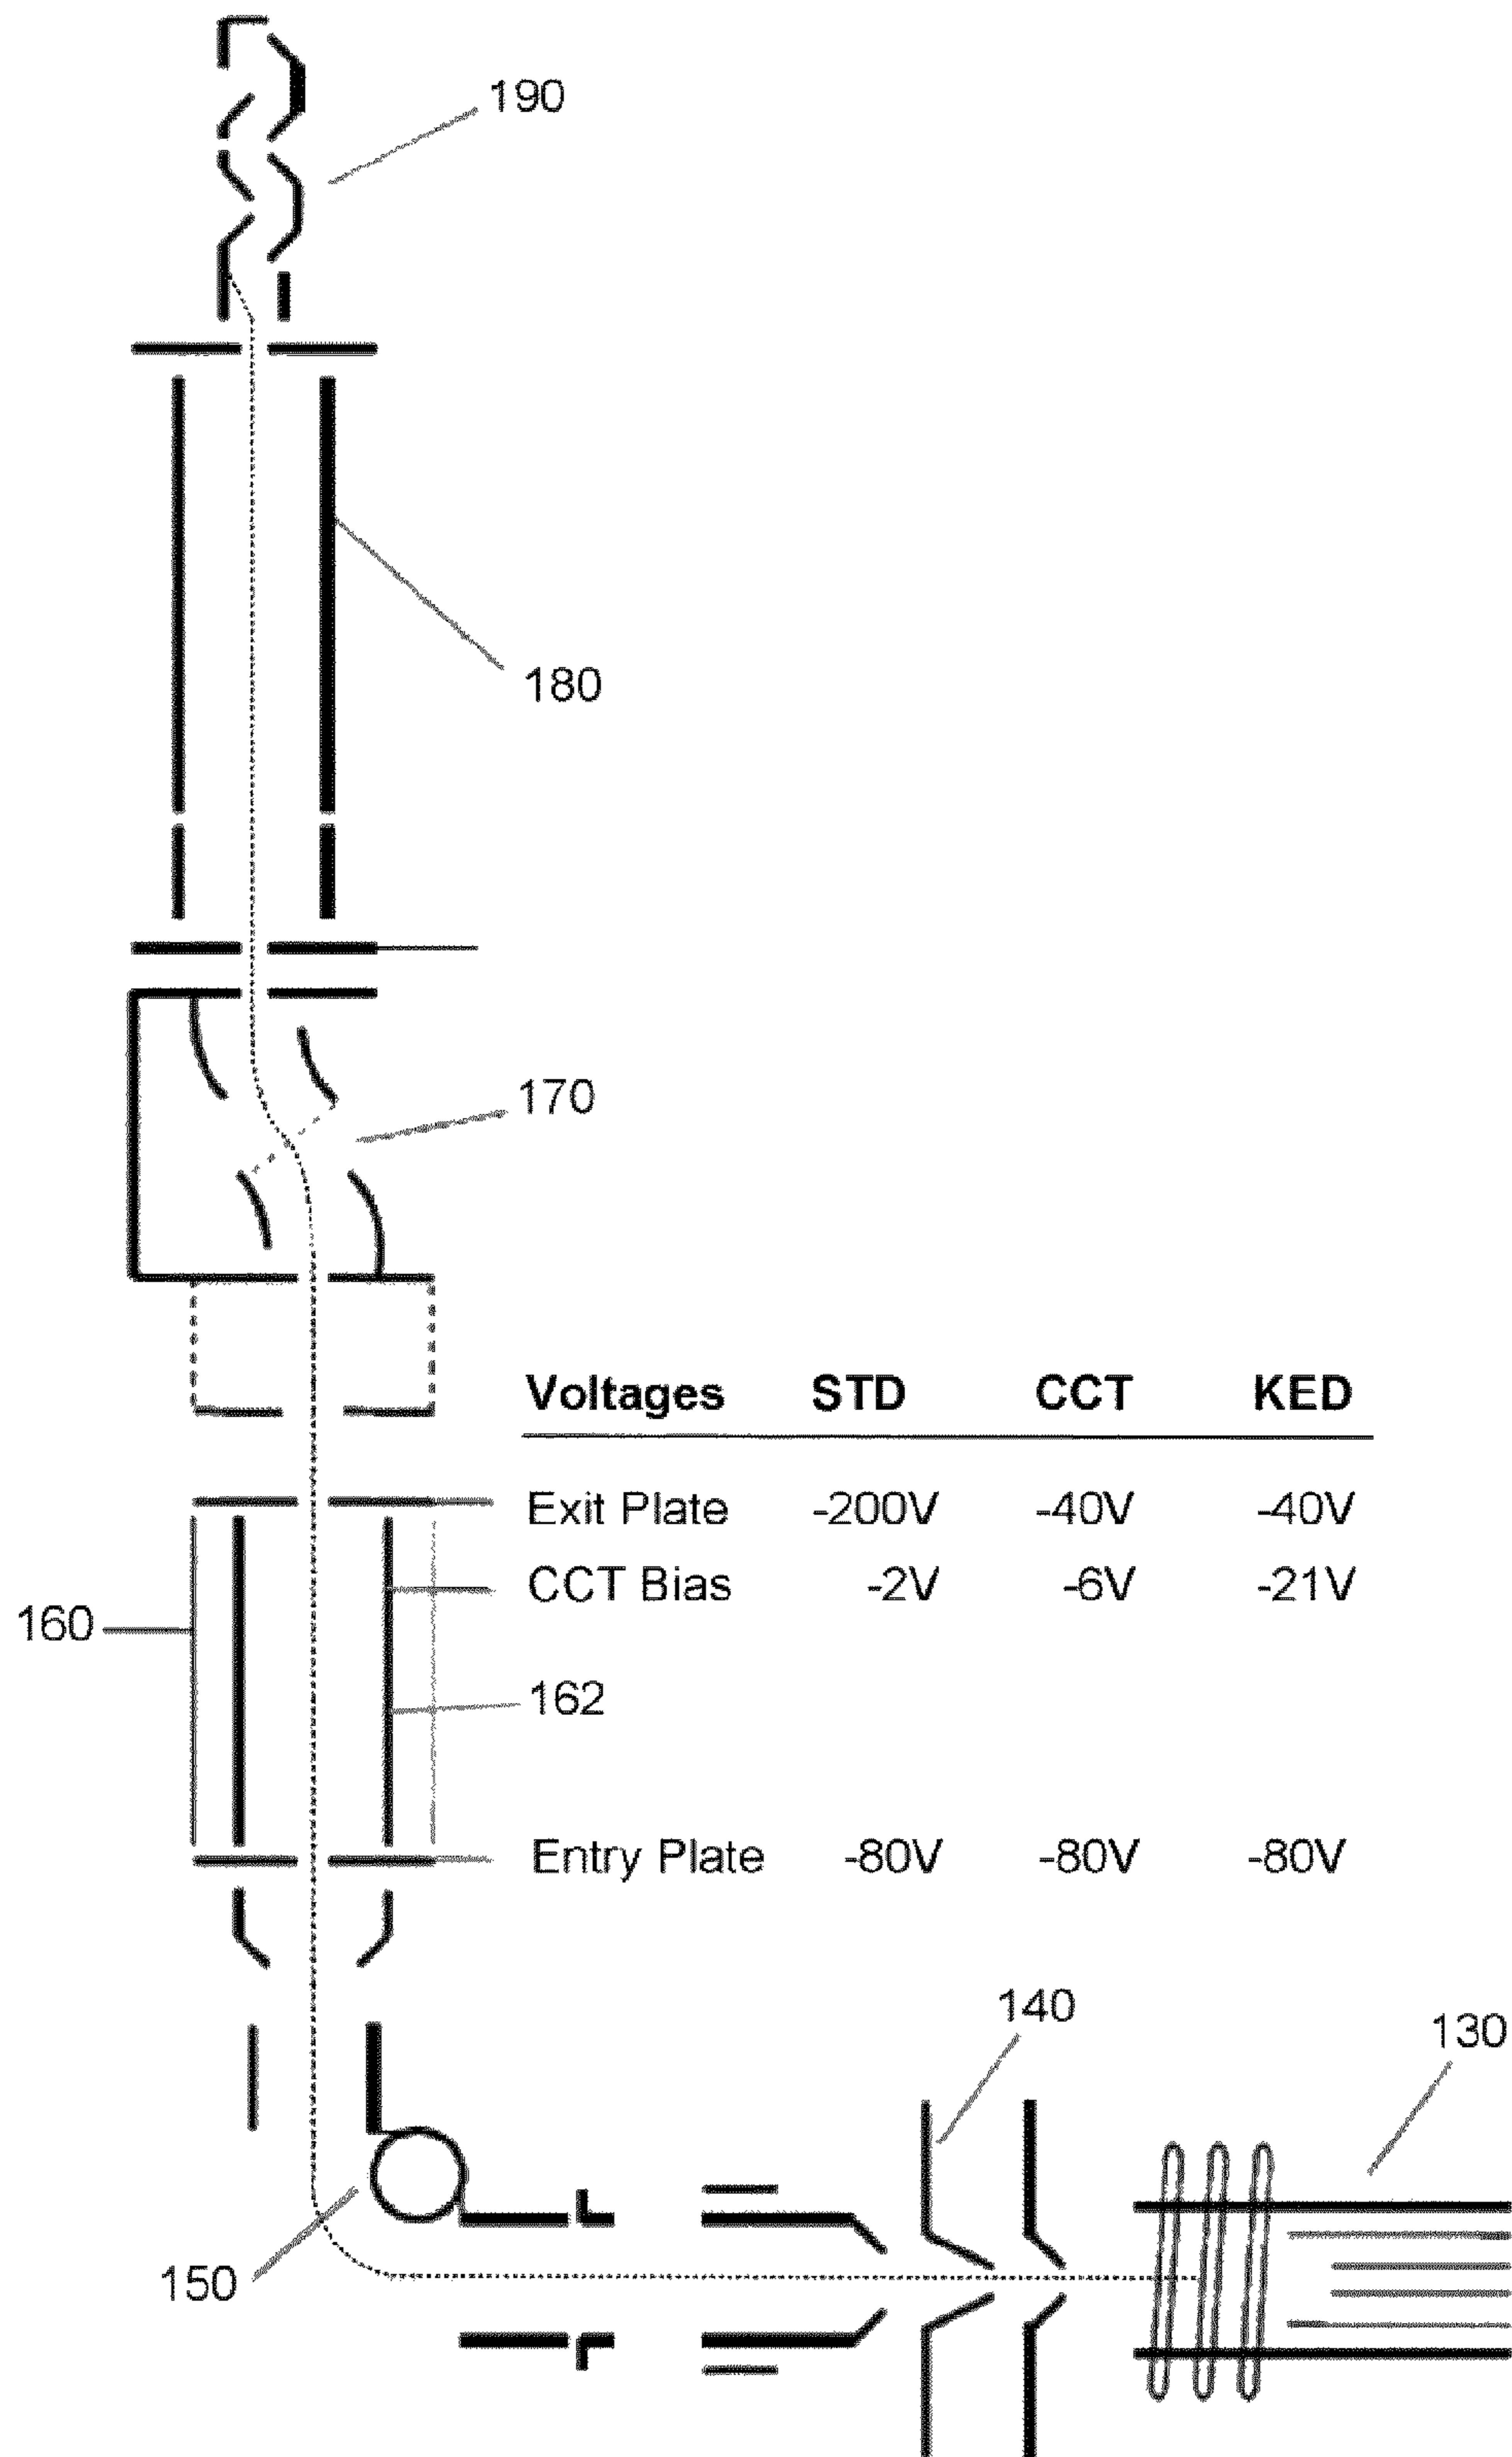 190
180
170
Voltages STD CCT KED
Exit Plate -200V -40V -40V
CCT Bias -2V -6V -21V
160
162
Entry Plate -80V -80V -80V
140
130
150